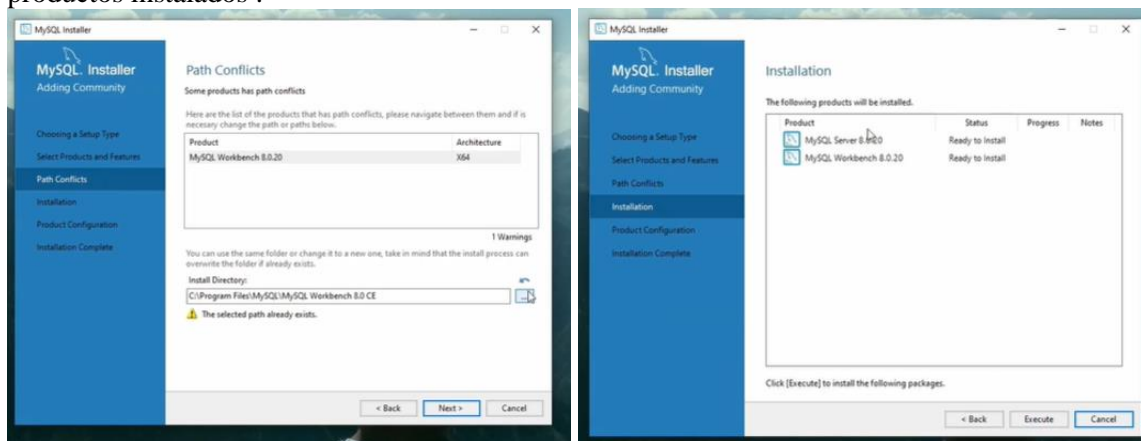 productos instalados .
MySQL Installer
MySQL. Installer
Adding Community
Choosing a Setup Type
Select Products and Features
Path Conflicts
Installation
Product Configuration
Installation Complete
Path Conflicts
Some products has path conflicts
Here are the list of the products that has path conflicts, please navigate between them and if is
necesary change the path or paths below.
Product Architecture
MySQL Workbench 8.0.20 X64
1 Warnings
You can use the same folder or change it to a new one, take in mind that the install process can
overwrite the folder if already exists.
Install Directory:
C:\Program Files\MySQL\MySQL Workbench 8.0 CE
...
The selected path already exists.
< Back Next > Cancel
MySQL Installer
MySQL. Installer
Adding Community
Choosing a Setup Type
Select Products and Features
Path Conflicts
Installation
Product Configuration
Installation Complete
Installation
The following products will be installed.
Product Status Progress Notes
MySQL Server 8.0.20 Ready to Install
MySQL Workbench 8.0.20 Ready to Install
Click [Execute] to install the following packages.
< Back Execute Cancel